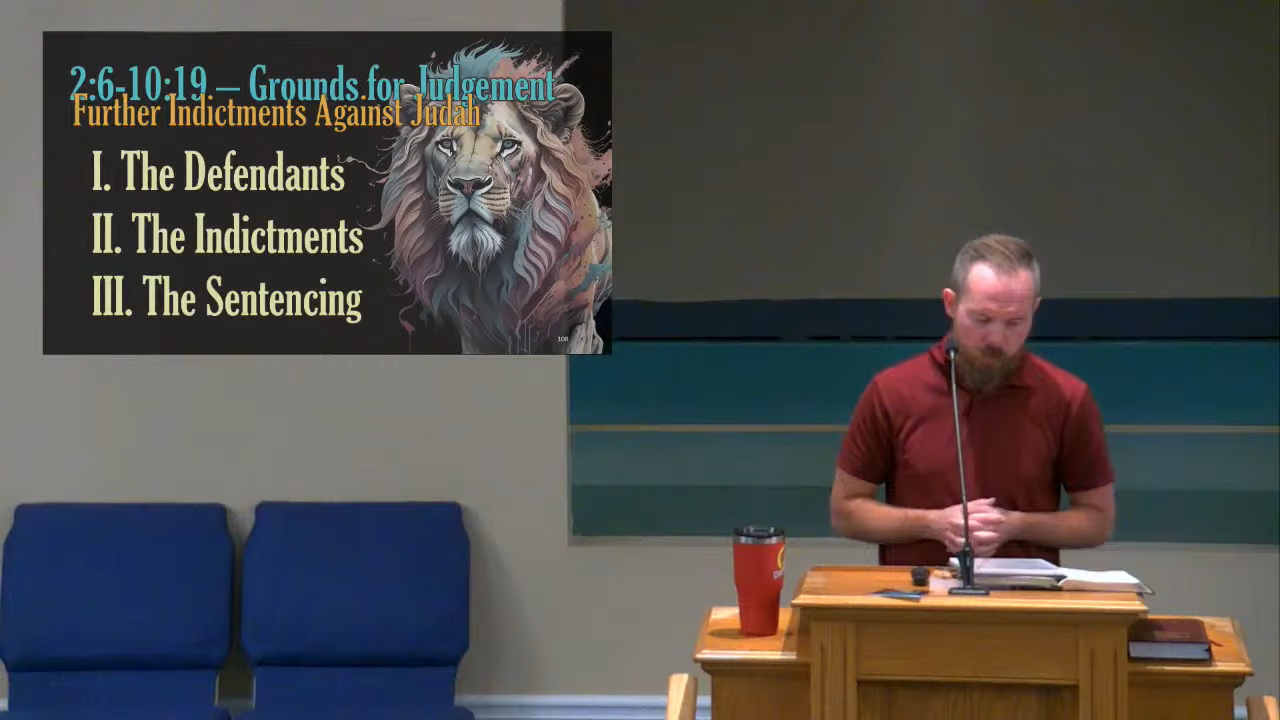 2:6-10:19 – Grounds for Judgement
Further Indictments Against Judah
I. The Defendants
II. The Indictments
III. The Sentencing
108